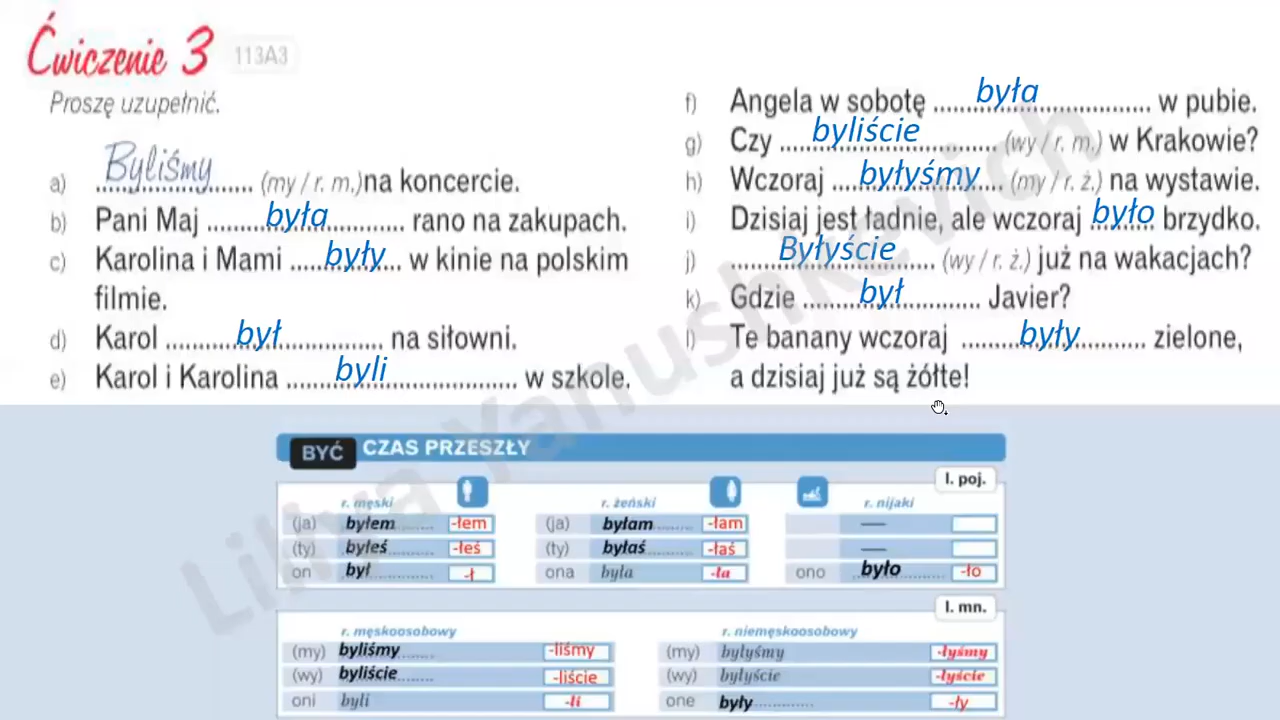 Ćwiczenie 3 113A3
Proszę uzupełnić.
a) Byliśmy (my / r. m.) na koncercie.
b) Pani Maj była rano na zakupach.
c) Karolina i Mami były w kinie na polskim
filmie.
d) Karol był na siłowni.
e) Karol i Karolina byli w szkole.
f) Angela w sobotę była w pubie.
g) Czy byliście (wy / r. m.) w Krakowie?
h) Wczoraj byłyśmy (my / r. ż.) na wystawie.
i) Dzisiaj jest ładnie, ale wczoraj było brzydko.
j) Byłyście (wy / r. ż.) już na wakacjach?
k) Gdzie był Javier?
l) Te banany wczoraj były zielone,
a dzisiaj już są żółte!
BYĆ CZAS PRZESZŁY
l. poj.
r. męski r. żeński r. nijaki
(ja) byłem -łem (ja) byłam -łam —
(ty) byłeś -łeś (ty) byłaś -łaś —
on był -ł ona była -ła ono było -ło
l. mn.
r. męskoosobowy r. niemęskoosobowy
(my) byliśmy -liśmy (my) byłyśmy -łyśmy
(wy) byliście -liście (wy) byłyście -łyście
oni byli -li one były -ły
Liliya Yanushkevich